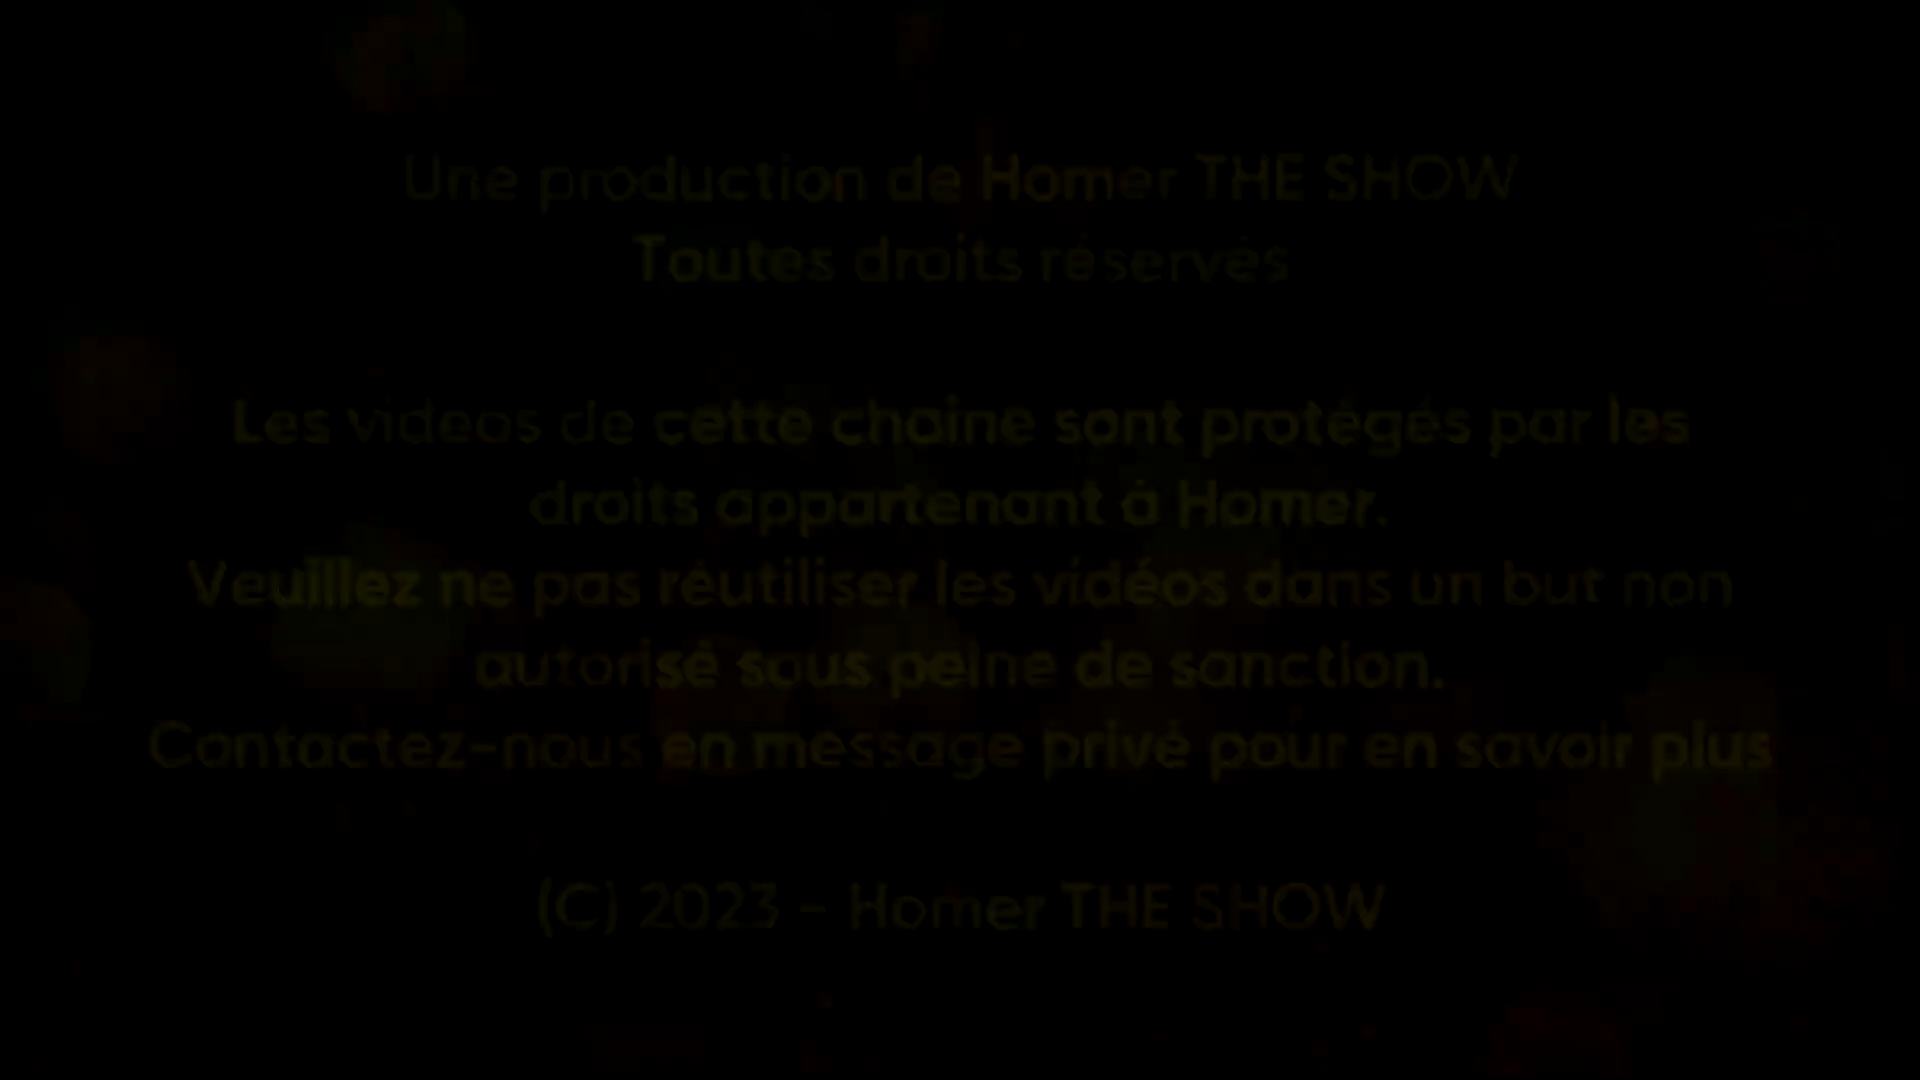 Une production de Homer THE SHOW
Toutes droits réservés
Les videos de cette chaine sont protégés par les
droits appartenant à Homer.
Veuillez ne pas réutiliser les vidéos dans un but non
autorisé sous peine de sanction.
Contactez-nous en message privé pour en savoir plus
(C) 2023 - Homer THE SHOW